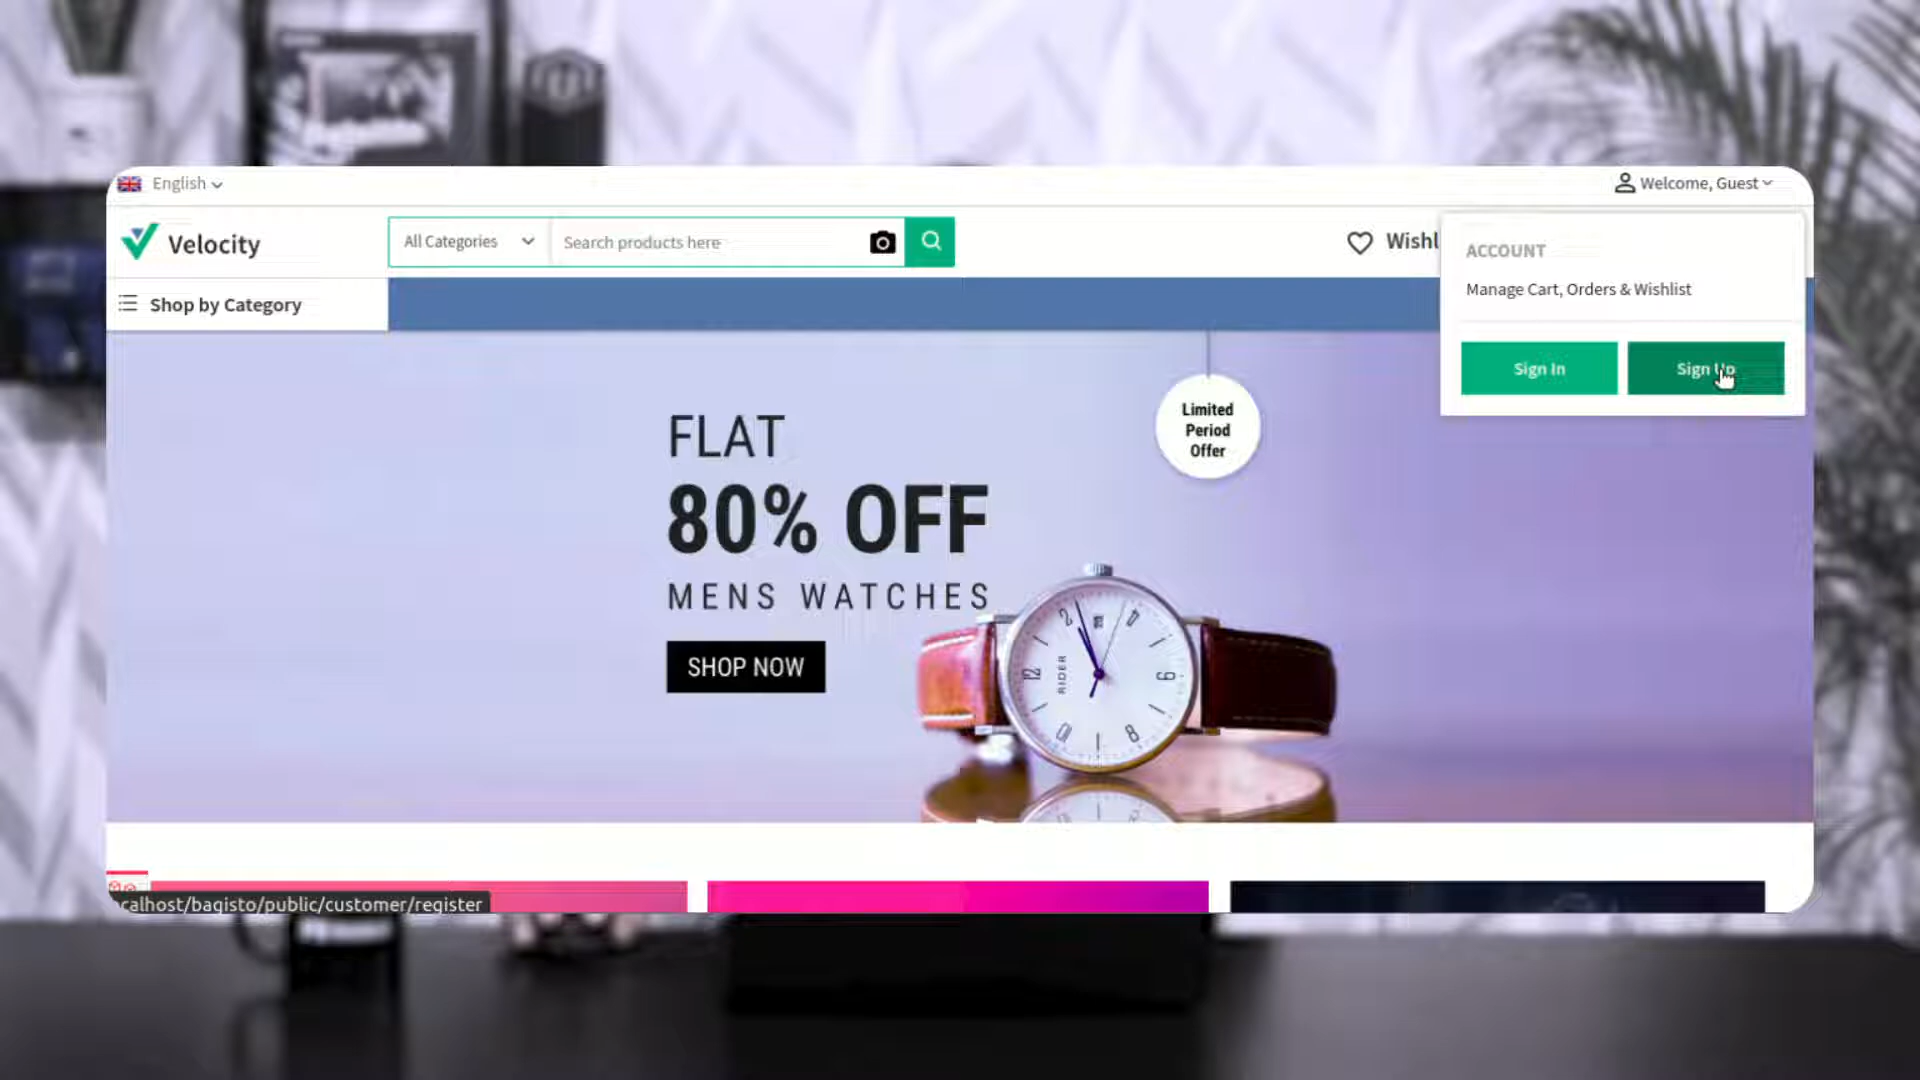 English
Welcome, Guest
Velocity
All Categories
Search products here
Wishl
ACCOUNT
Manage Cart, Orders & Wishlist
Shop by Category
Sign In
Sign Up
Limited
Period
Offer
FLAT
80% OFF
MENS WATCHES
SHOP NOW
RIDER
calhost/bagisto/public/customer/register